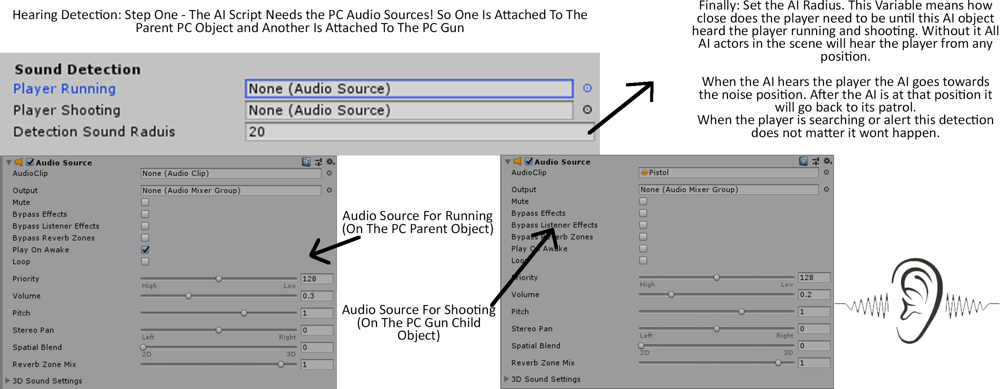 Hearing Detection: Step One - The AI Script Needs the PC Audio Sources! So One Is Attached To The
Parent PC Object and Another Is Attached To The PC Gun
Finally: Set the AI Radius. This Variable means how
close does the player need to be until this AI object
heard the player running and shooting. Without it All
AI actors in the scene will hear the player from any
position.
When the AI hears the player the AI goes towards
the noise position. After the AI is at that position it
will go back to its patrol.
When the player is searching or alert this detection
does not matter it wont happen.
Sound Detection
Player Running None (Audio Source)
Player Shooting None (Audio Source)
Detection Sound Raduis 20
Audio Source
AudioClip None (Audio Clip)
Output None (Audio Mixer Group)
Mute
Bypass Effects
Bypass Listener Effects
Bypass Reverb Zones
Play On Awake
Loop
Priority 128
High Low
Volume 0.3
Pitch 1
Stereo Pan 0
Left Right
Spatial Blend 0
2D 3D
Reverb Zone Mix 1
3D Sound Settings
Audio Source For Running
(On The PC Parent Object)
Audio Source For Shooting
(On The PC Gun Child
Object)
Audio Source
AudioClip Pistol
Output None (Audio Mixer Group)
Mute
Bypass Effects
Bypass Listener Effects
Bypass Reverb Zones
Play On Awake
Loop
Priority 128
High Low
Volume 0.2
Pitch 1
Stereo Pan 0
Left Right
Spatial Blend 0
2D 3D
Reverb Zone Mix 1
3D Sound Settings